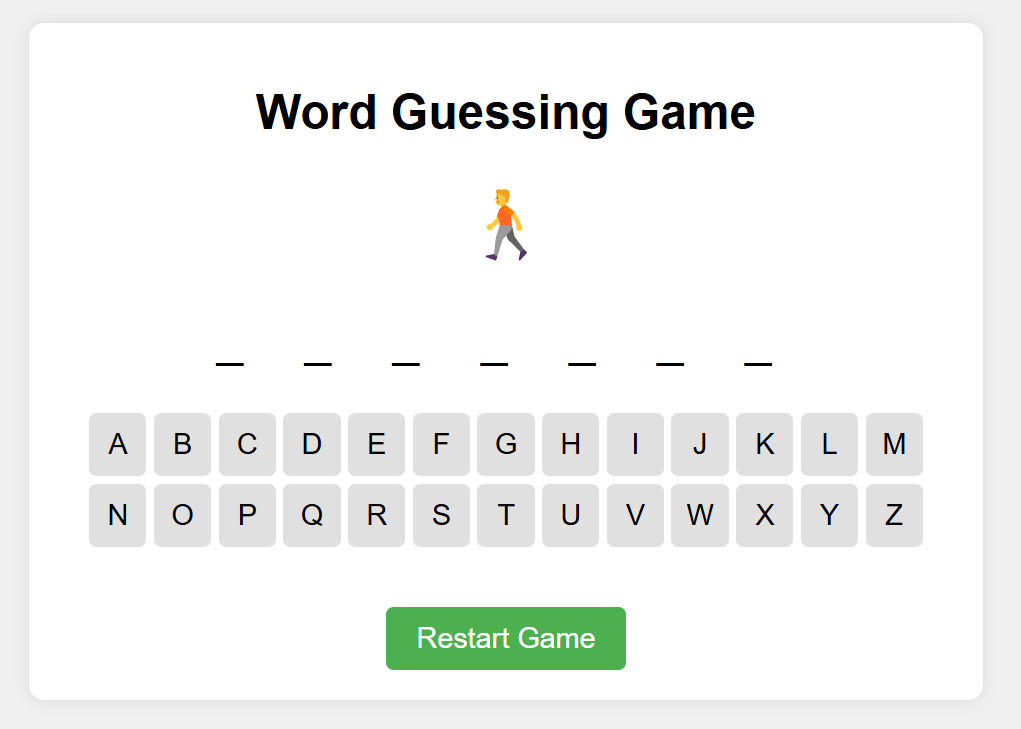 Word Guessing Game
_ _ _ _ _ _ _
A B C D E F G H I J K L M
N O P Q R S T U V W X Y Z
Restart Game